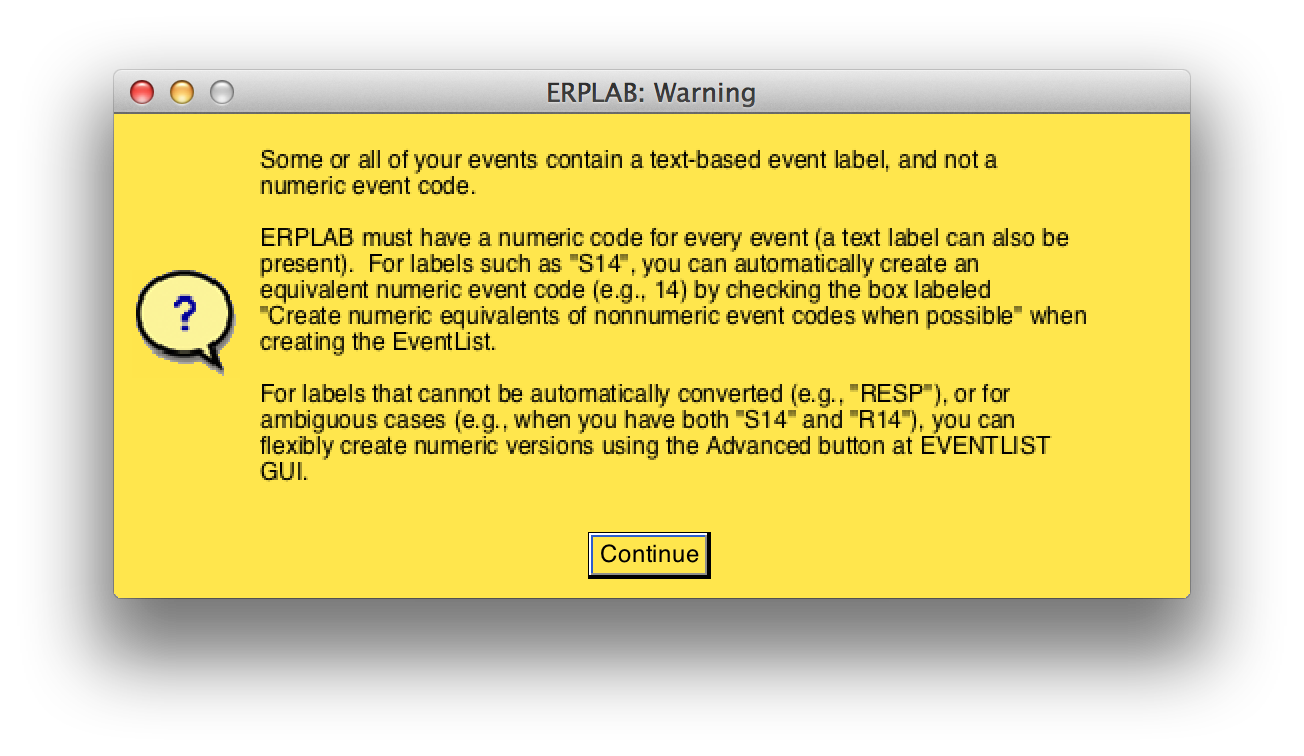 ERPLAB: Warning
Some or all of your events contain a text-based event label, and not a
numeric event code.
ERPLAB must have a numeric code for every event (a text label can also be
present).  For labels such as "S14", you can automatically create an
equivalent numeric event code (e.g., 14) by checking the box labeled
"Create numeric equivalents of nonnumeric event codes when possible" when
creating the EventList.
For labels that cannot be automatically converted (e.g., "RESP"), or for
ambiguous cases (e.g., when you have both "S14" and "R14"), you can
flexibly create numeric versions using the Advanced button at EVENTLIST
GUI.
?
Continue